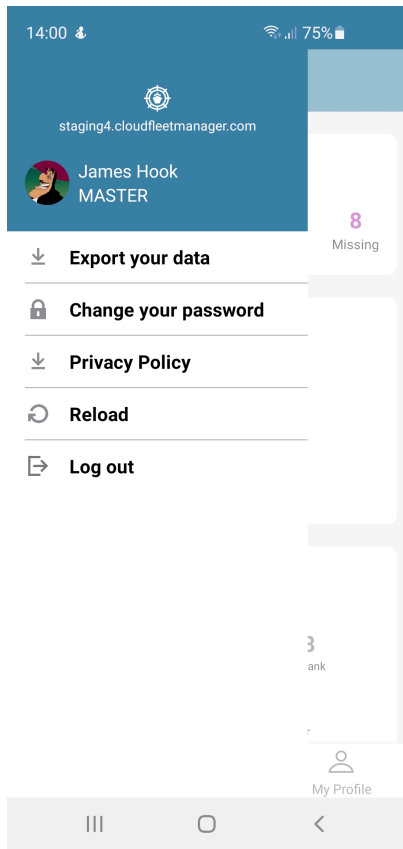 14:00
75%
staging4.cloudfleetmanager.com
James Hook
MASTER
8
Missing
Export your data
Change your password
Privacy Policy
Reload
Log out
ank
My Profile